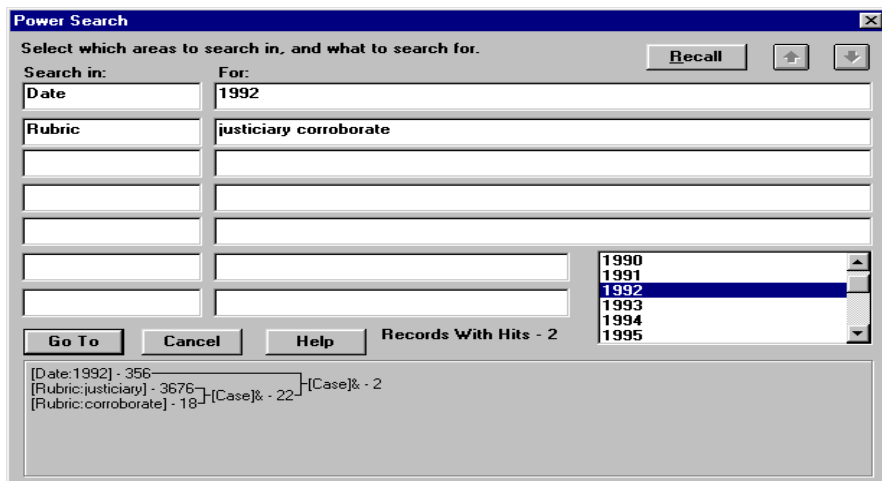 Power Search
Select which areas to search in, and what to search for.
Recall
Search in: For:
Date 1992
Rubric justiciary corroborate
1990
1991
1992
1993
1994
1995
Go To Cancel Help Records With Hits - 2
[Date:1992] - 356
[Rubric:justiciary] - 3676
[Rubric:corroborate] - 18
[Case]& - 22
[Case]& - 2